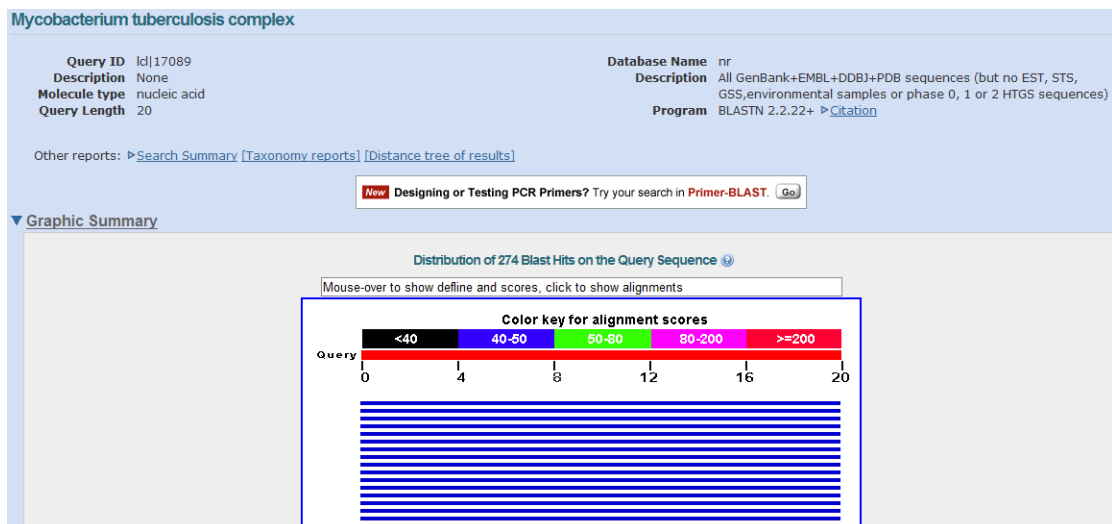 Mycobacterium tuberculosis complex
Query ID lcl|17089
Description None
Molecule type nucleic acid
Query Length 20
Database Name nr
Description All GenBank+EMBL+DDBJ+PDB sequences (but no EST, STS,
GSS,environmental samples or phase 0, 1 or 2 HTGS sequences)
Program BLASTN 2.2.22+ Citation
Other reports: Search Summary [Taxonomy reports] [Distance tree of results]
New Designing or Testing PCR Primers? Try your search in Primer-BLAST. Go
Graphic Summary
Distribution of 274 Blast Hits on the Query Sequence ?
Mouse-over to show defline and scores, click to show alignments
Color key for alignment scores
<40 40-50 50-80 80-200 >=200
Query
0 4 8 12 16 20